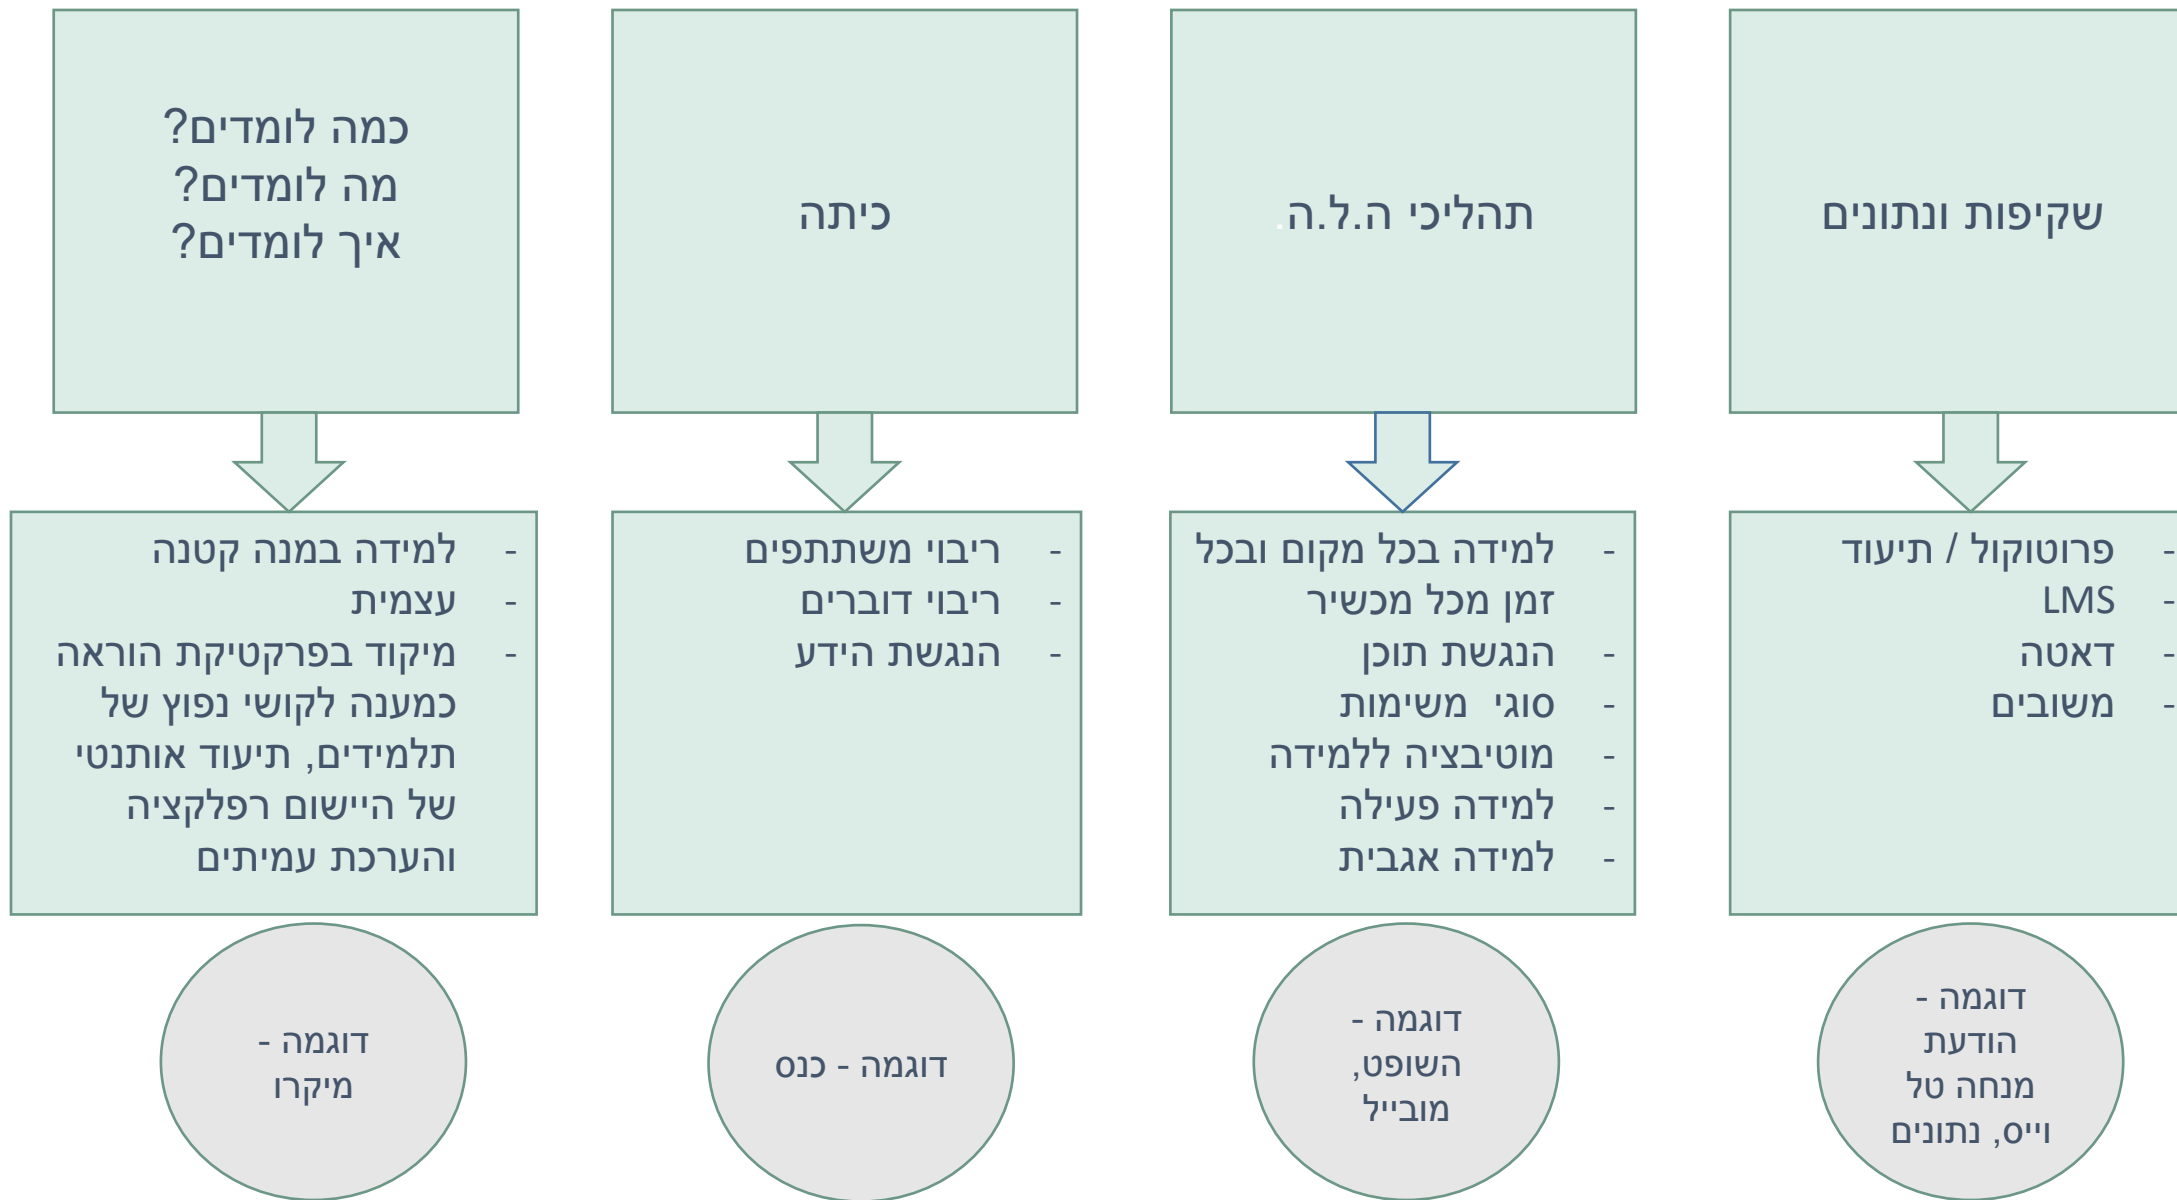 שקיפות ונתונים
- פרוטוקול / תיעוד
- LMS
- דאטה
- משובים
דוגמה -
הודעת
מנחה טל
וייס, נתונים
תהליכי ה.ל.ה.
- למידה בכל מקום ובכל
זמן מכל מכשיר
- הנגשת תוכן
- סוגי משימות
- מוטיבציה ללמידה
- למידה פעילה
- למידה אגבית
דוגמה -
השופט,
מובייל
כיתה
- ריבוי משתתפים
- ריבוי דוברים
- הנגשת הידע
דוגמה - כנס
כמה לומדים?
מה לומדים?
איך לומדים?
- למידה במנה קטנה
- עצמית
- מיקוד בפרקטיקת הוראה
כמענה לקושי נפוץ של
תלמידים, תיעוד אותנטי
של היישום רפלקציה
והערכת עמיתים
דוגמה -
מיקרו